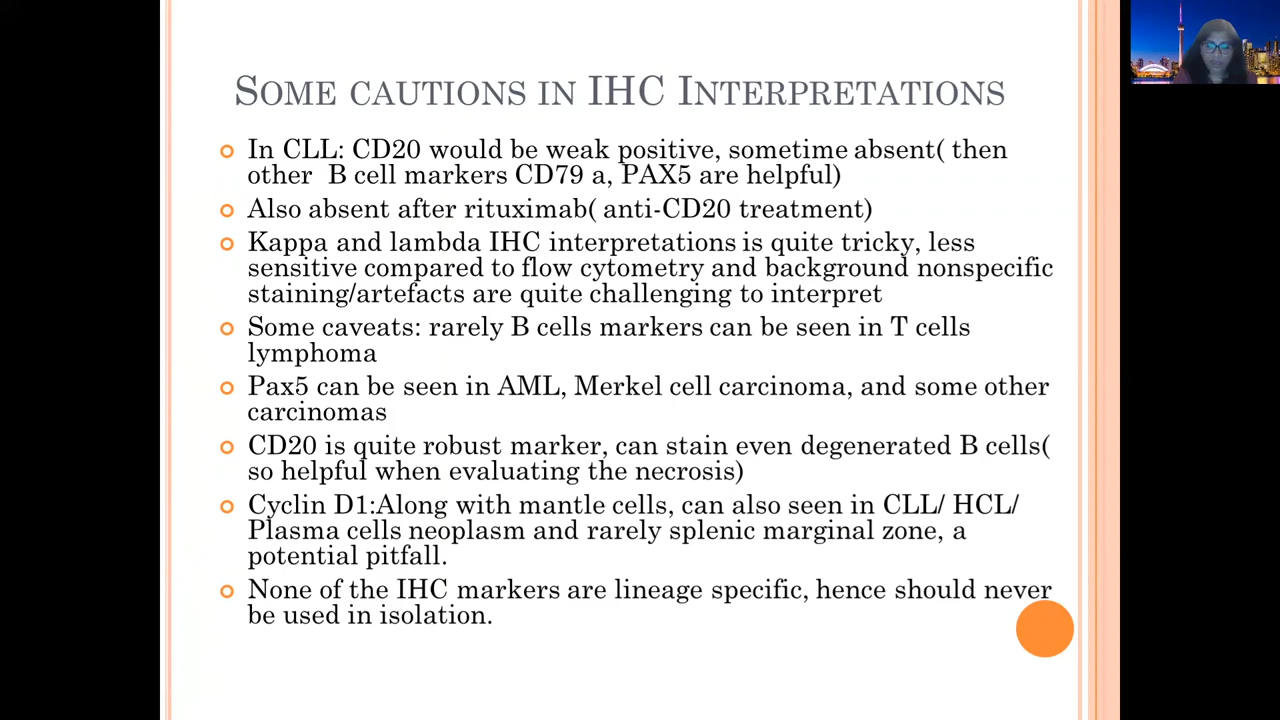 SOME CAUTIONS IN IHC INTERPRETATIONS
In CLL: CD20 would be weak positive, sometime absent( then
other B cell markers CD79 a, PAX5 are helpful)
Also absent after rituximab( anti-CD20 treatment)
Kappa and lambda IHC interpretations is quite tricky, less
sensitive compared to flow cytometry and background nonspecific
staining/artefacts are quite challenging to interpret
Some caveats: rarely B cells markers can be seen in T cells
lymphoma
Pax5 can be seen in AML, Merkel cell carcinoma, and some other
carcinomas
CD20 is quite robust marker, can stain even degenerated B cells(
so helpful when evaluating the necrosis)
Cyclin D1:Along with mantle cells, can also seen in CLL/ HCL/
Plasma cells neoplasm and rarely splenic marginal zone, a
potential pitfall.
None of the IHC markers are lineage specific, hence should never
be used in isolation.